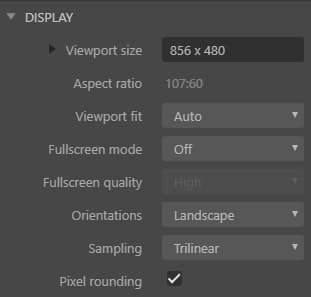 DISPLAY
Viewport size 856 x 480
Aspect ratio 107:60
Viewport fit Auto
Fullscreen mode Off
Fullscreen quality High
Orientations Landscape
Sampling Trilinear
Pixel rounding